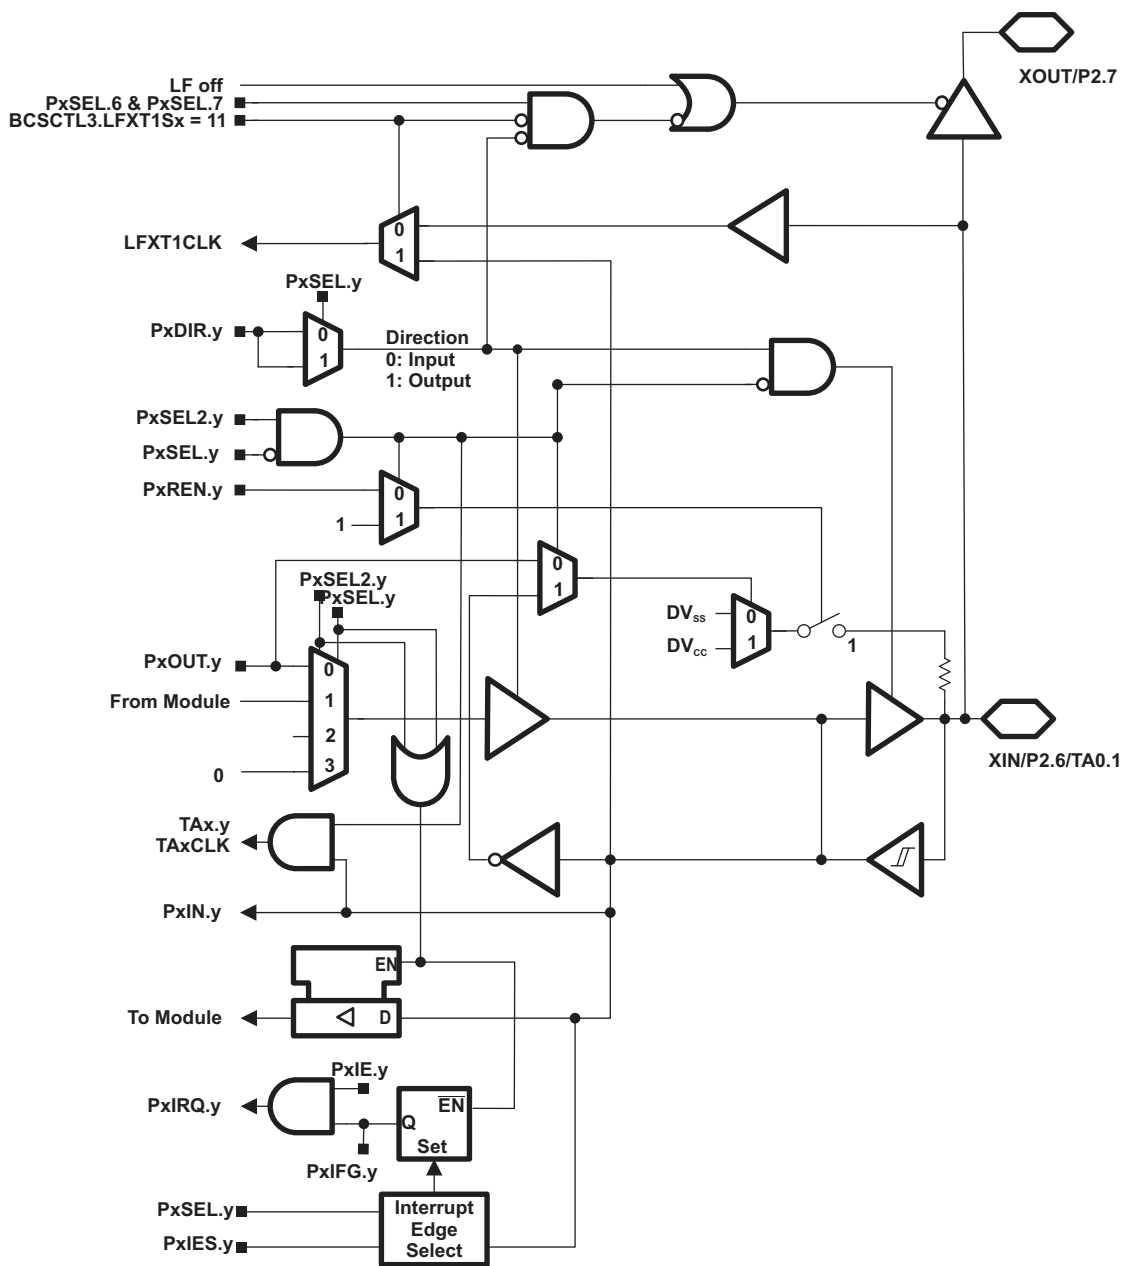 XOUT/P2.7
LF off
PxSEL.6 & PxSEL.7
BCSCTL3.LFXT1Sx = 11
0
1
LFXT1CLK
PxSEL.y
PxDIR.y
0
1
Direction
0: Input
1: Output
PxSEL2.y
PxSEL.y
PxREN.y
0
1
1
0
1
PxSEL2.y
PxSEL.y
DVSS
DVCC
0
1
1
PxOUT.y
From Module
0
0
1
2
3
XIN/P2.6/TA0.1
TAx.y
TAxCLK
PxIN.y
EN
D
To Module
PxIE.y
PxIRQ.y
EN
Q
Set
PxIFG.y
PxSEL.y
PxIES.y
Interrupt
Edge
Select